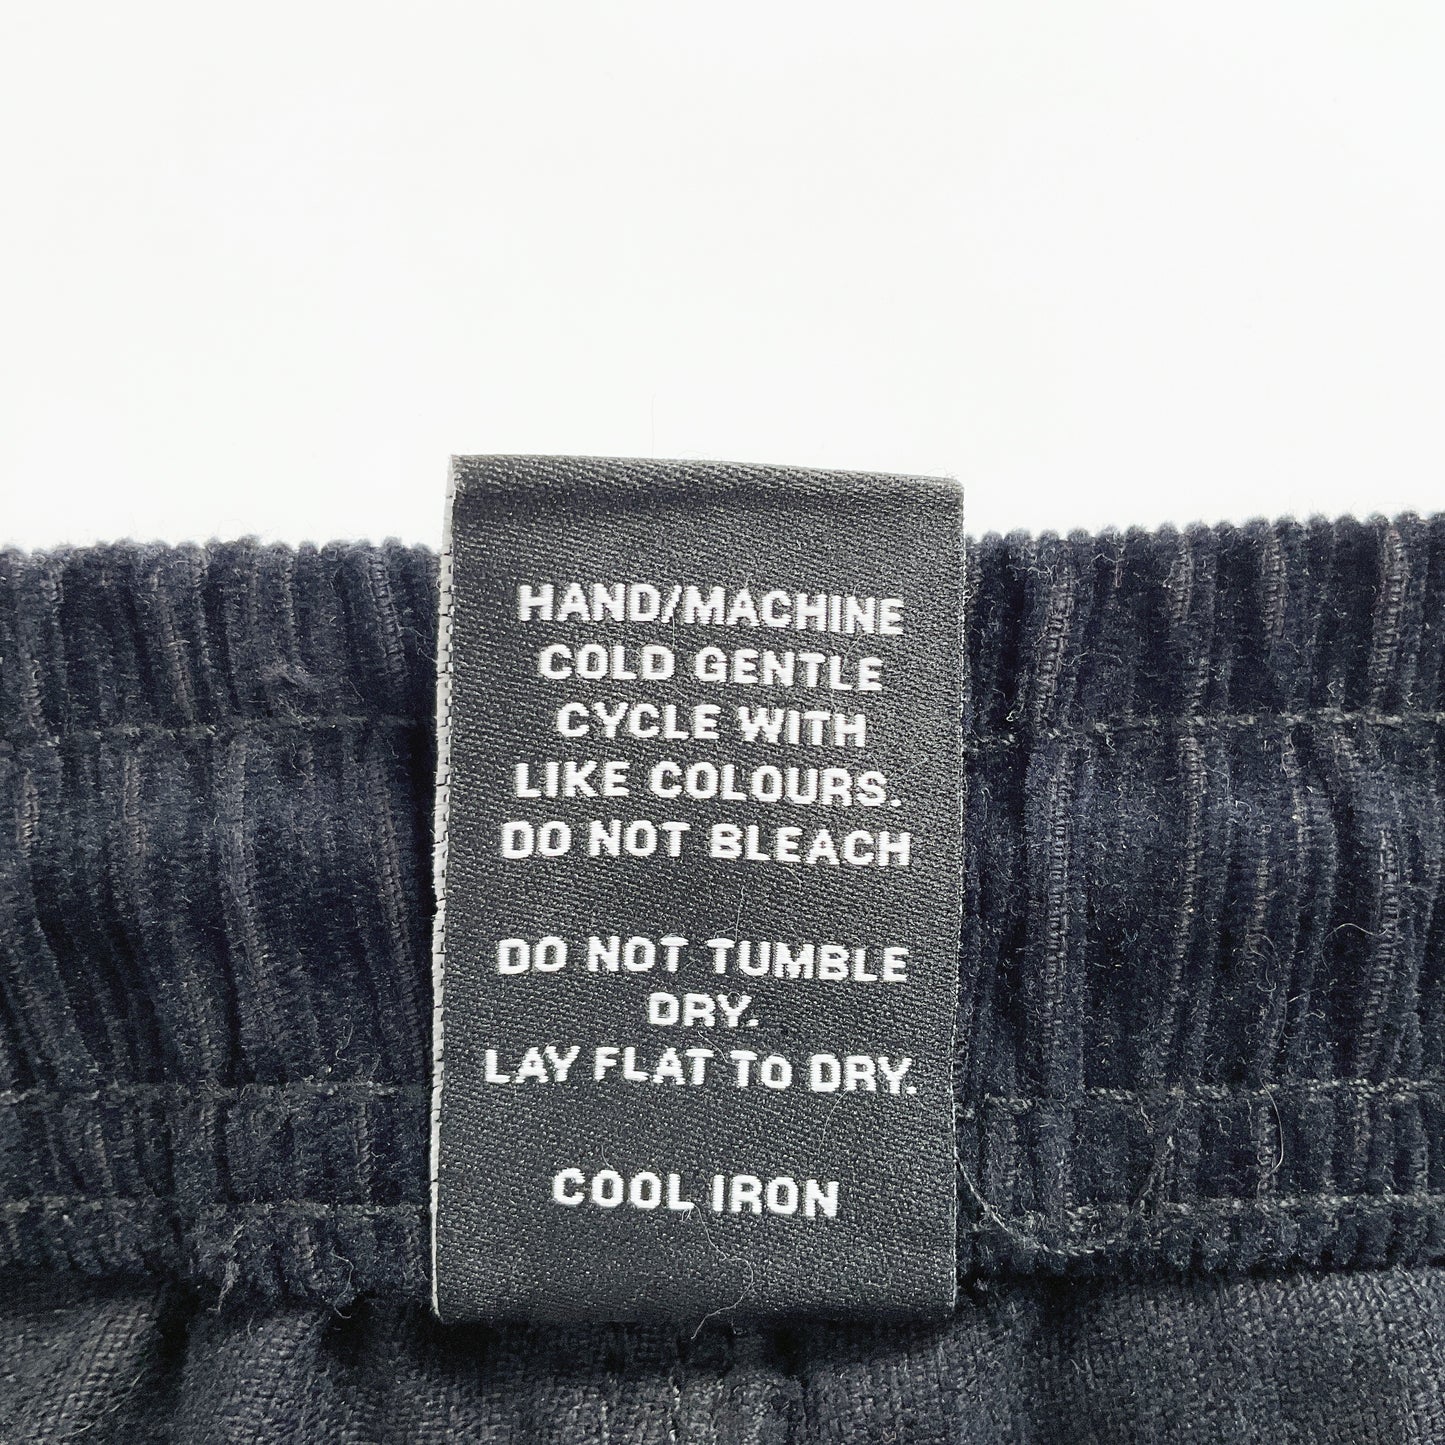 HAND/MACHINE
COLD GENTLE
CYCLE WITH
LIKE COLOURS.
DO NOT BLEACH
DO NOT TUMBLE
DRY.
LAY FLAT TO DRY.
COOL IRON